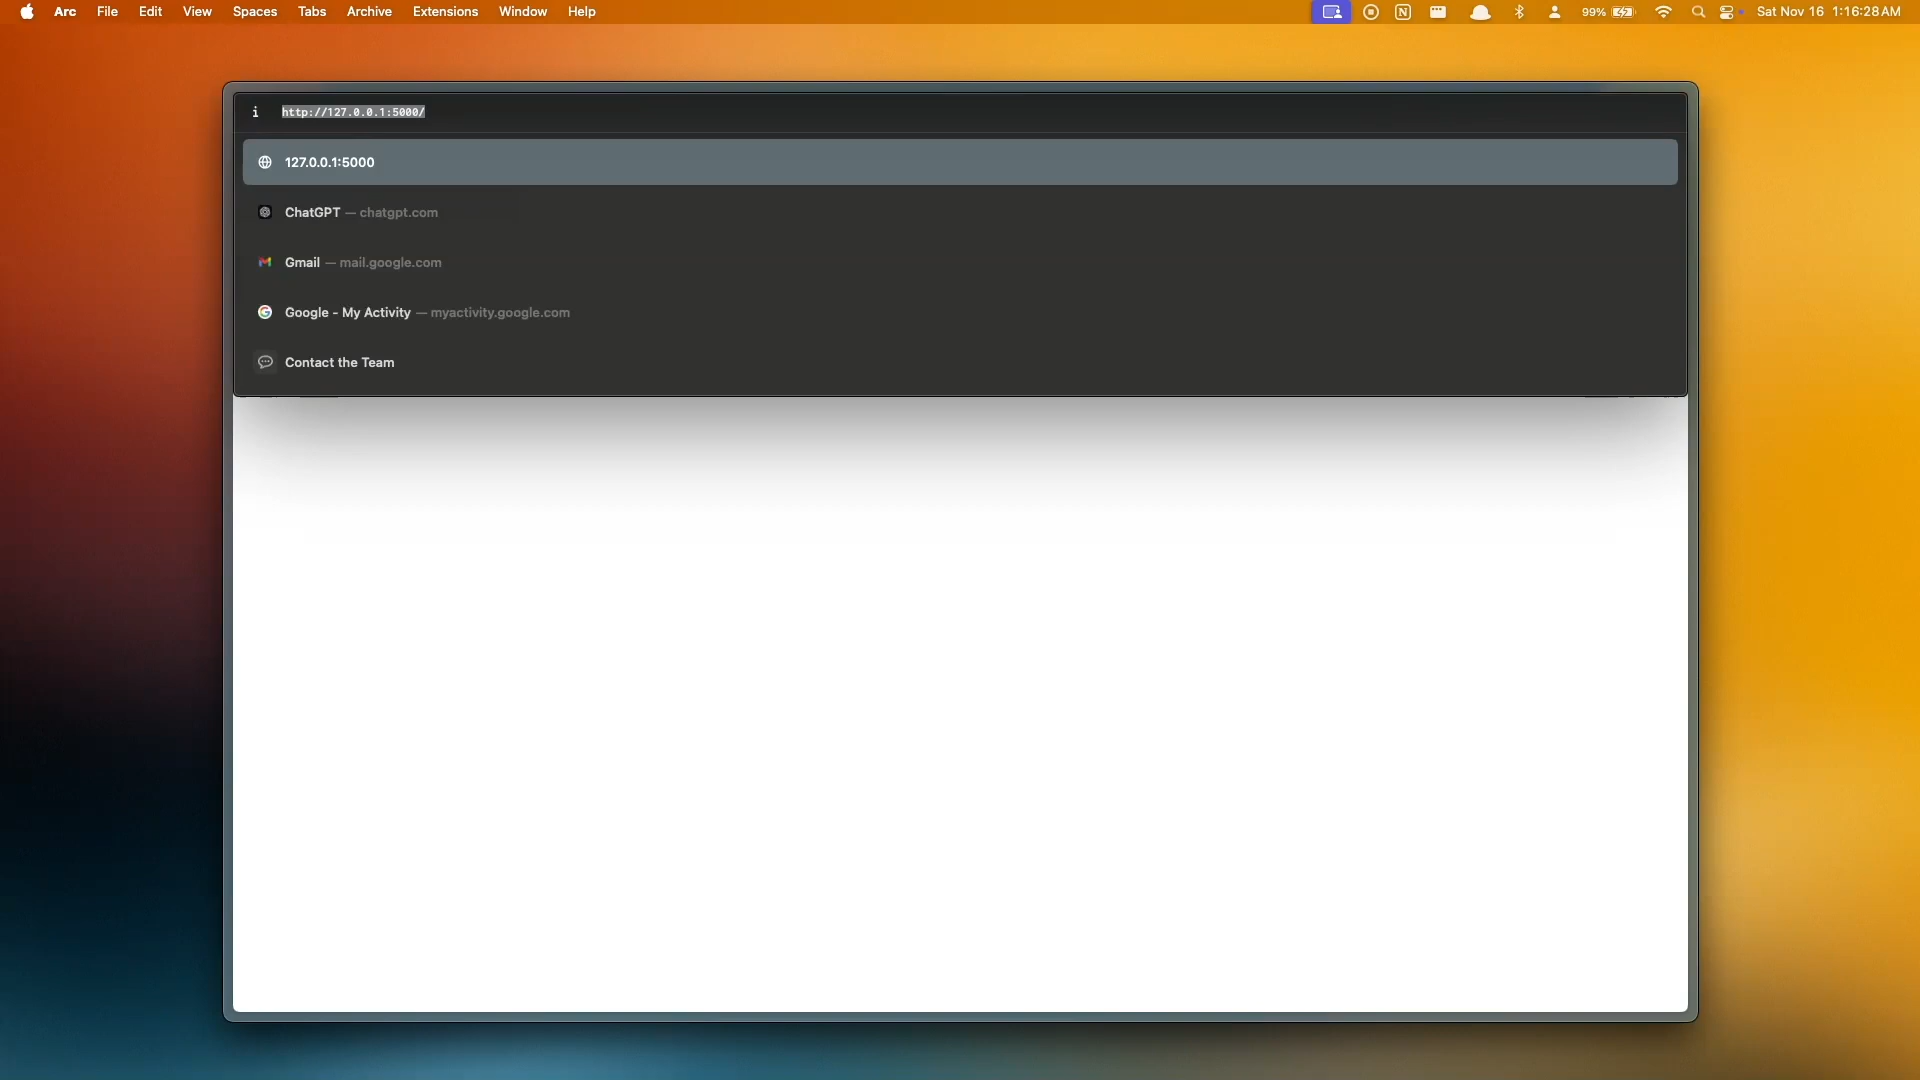 Arc File Edit View Spaces Tabs Archive Extensions Window Help 99% Sat Nov 16 1:16:28 AM
i http://127.0.0.1:5000/
127.0.0.1:5000
ChatGPT — chatgpt.com
Gmail — mail.google.com
Google - My Activity — myactivity.google.com
Contact the Team